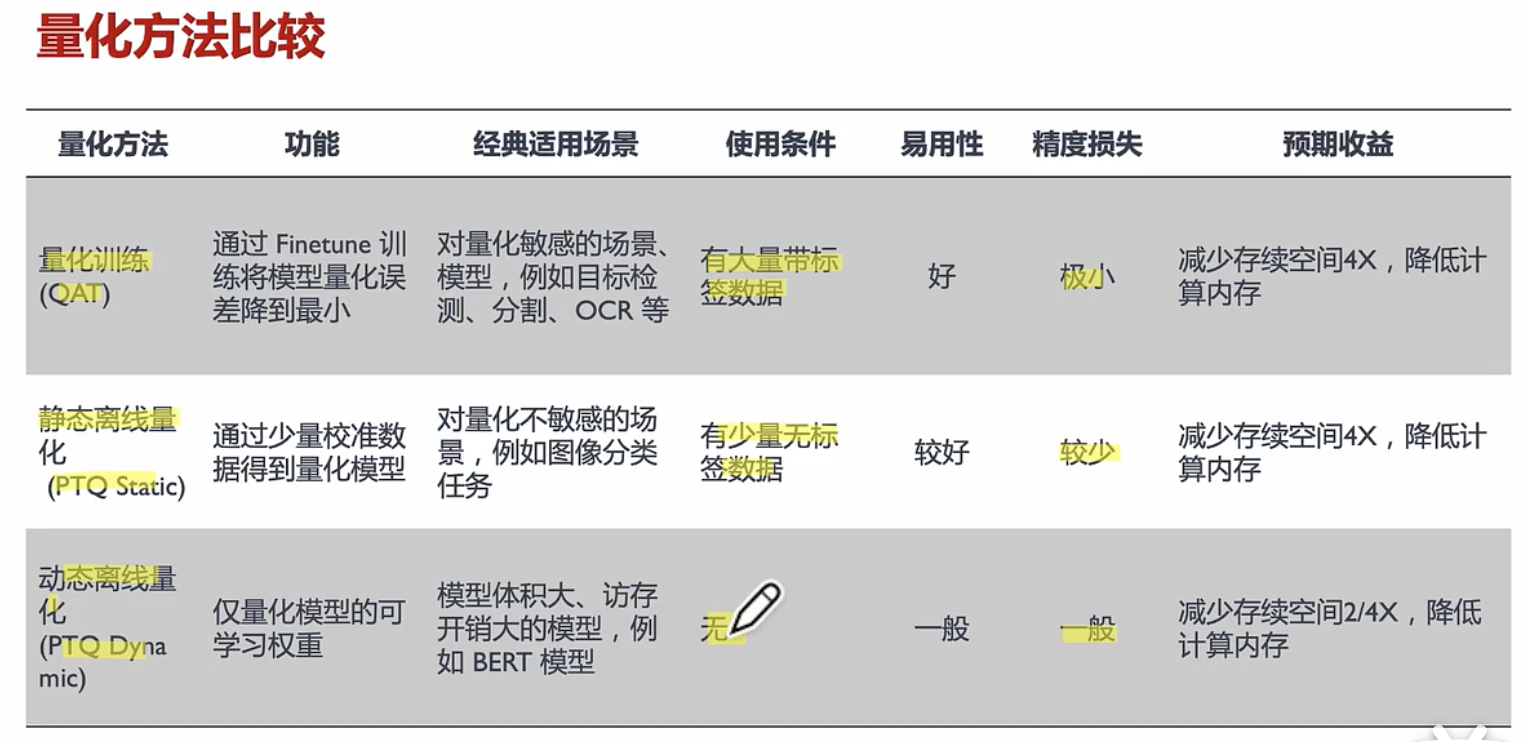 量化方法比较
量化方法 功能 经典适用场景 使用条件 易用性 精度损失 预期收益
量化训练
(QAT)
通过 Finetune 训
练将模型量化误
差降到最小
对量化敏感的场景、
模型，例如目标检
测、分割、OCR 等
有大量带标
签数据
好
极小
减少存续空间4X，降低计
算内存
静态离线量
化
(PTQ Static)
通过少量校准数
据得到量化模型
对量化不敏感的场
景，例如图像分类
任务
有少量无标
签数据
较好
较少
减少存续空间4X，降低计
算内存
动态离线量
化
(PTQ Dyna
mic)
仅量化模型的可
学习权重
模型体积大、访存
开销大的模型，例
如 BERT 模型
无
一般
一般
减少存续空间2/4X，降低
计算内存